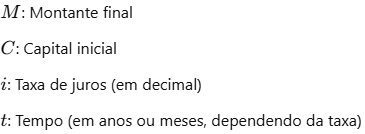 M: Montante final
C: Capital inicial
i: Taxa de juros (em decimal)
t: Tempo (em anos ou meses, dependendo da taxa)